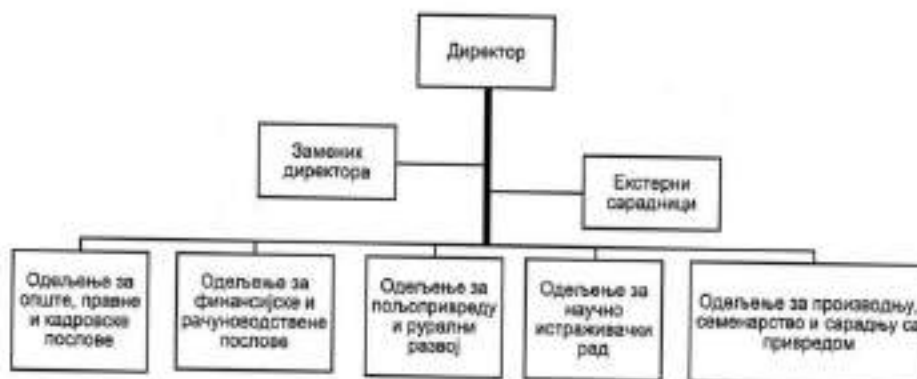 Директор
Заменик
директора
Екстерни
сарадници
Одељење за
опште, правне
и кадровске
послове
Одељење за
финансијске и
рачуноводствене
послове
Одељење за
пољопривреду
и рурални
развој
Одељење за
научно
истраживачки
рад
Одељење за производњу,
семенарство и сарадњу са
привредом